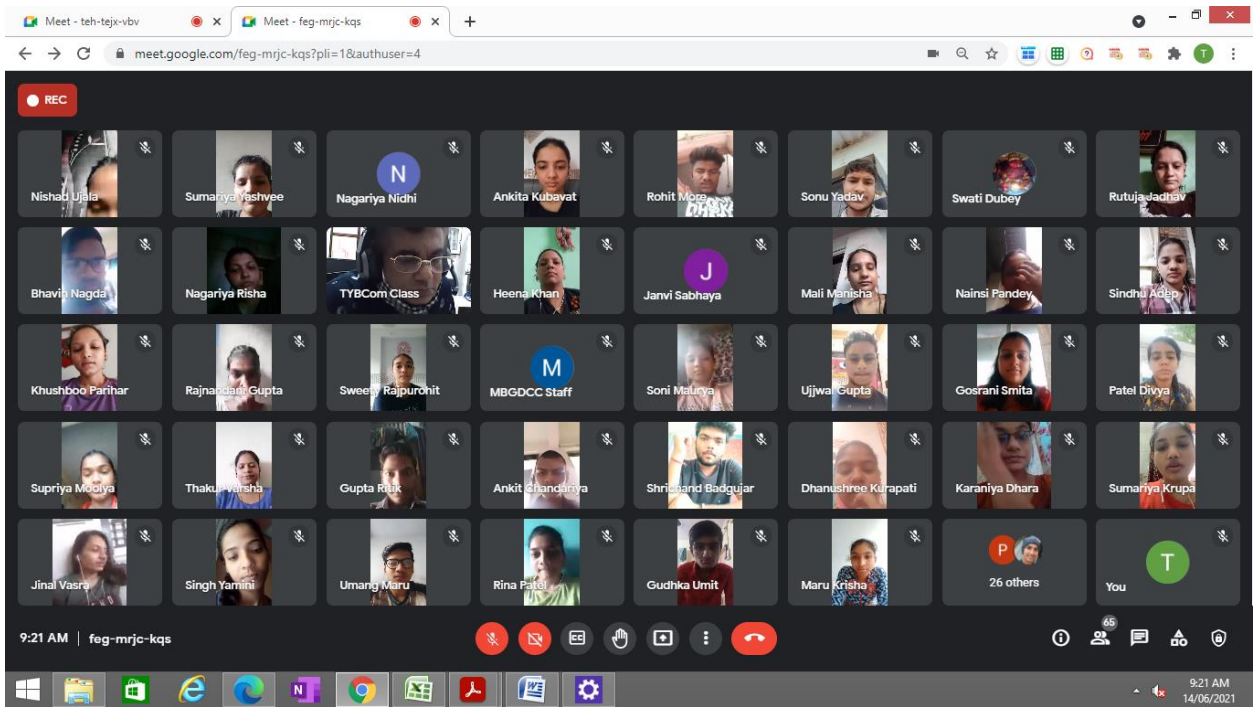 Meet - teh-tejx-vbv
Meet - feg-mrjc-kqs
meet.google.com/feg-mrjc-kqs?pli=1&authuser=4
T
REC
Nishad Ujala
Sumariya Yashvee
N
Nagariya Nidhi
Ankita Kubavat
Rohit More
Sonu Yadav
Swati Dubey
Rutuja Jadhav
Bhavin Nagda
Nagariya Risha
TYBCom Class
Heena Khan
J
Janvi Sabhaya
Mali Manisha
Nainsi Pandey
Sindhu Adep
Khushboo Parihar
Rajnandani Gupta
Sweety Rajpurohit
M
MBGDCC Staff
Soni Maurya
Ujjwal Gupta
Gosrani Smita
Patel Divya
Supriya Moolya
Thakur Varsha
Gupta Ritik
Ankit Chandariya
Shrichand Badgujar
Dhanushree Kurapati
Karaniya Dhara
Sumariya Krupa
Jinal Vasra
Singh Yamini
Umang Maru
Rina Patel
Gudhka Umit
Maru Krisha
P
26 others
T
You
9:21 AM | feg-mrjc-kqs
CC
65
9:21 AM
14/06/2021